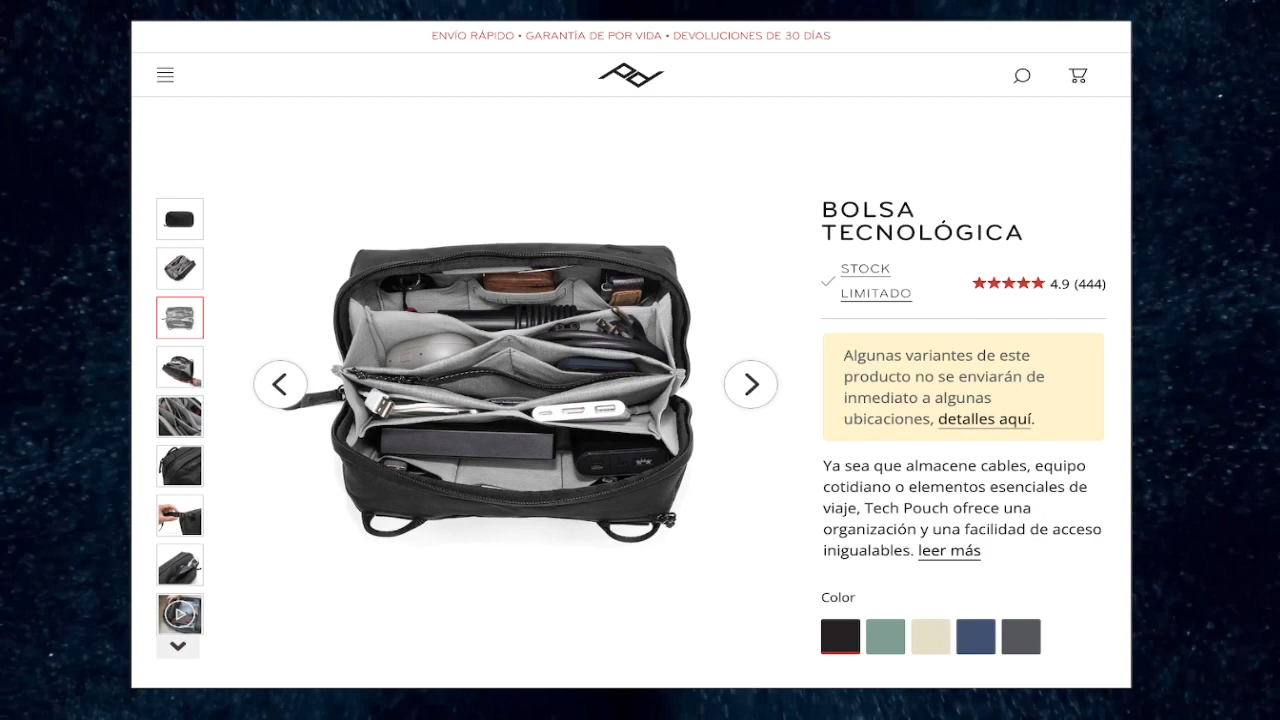 ENVÍO RÁPIDO • GARANTÍA DE POR VIDA • DEVOLUCIONES DE 30 DÍAS
BOLSA
TECNOLÓGICA
STOCK
LIMITADO
4.9 (444)
Algunas variantes de este
producto no se enviarán de
inmediato a algunas
ubicaciones, detalles aquí.
Ya sea que almacene cables, equipo
cotidiano o elementos esenciales de
viaje, Tech Pouch ofrece una
organización y una facilidad de acceso
inigualables. leer más
Color